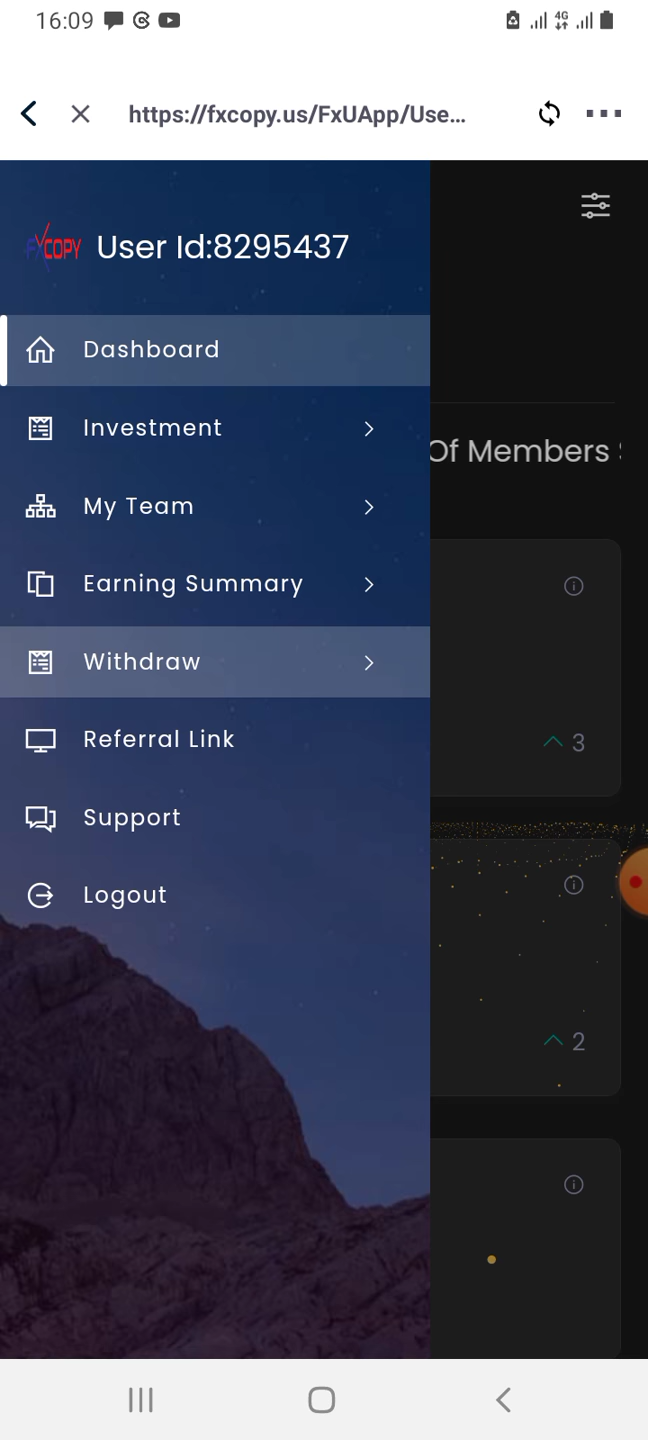 16:09
4G
https://fxcopy.us/FxUApp/Use...
FXCOPY
User Id:8295437
Dashboard
Investment
Of Members
My Team
Earning Summary
Withdraw
Referral Link
3
Support
Logout
2